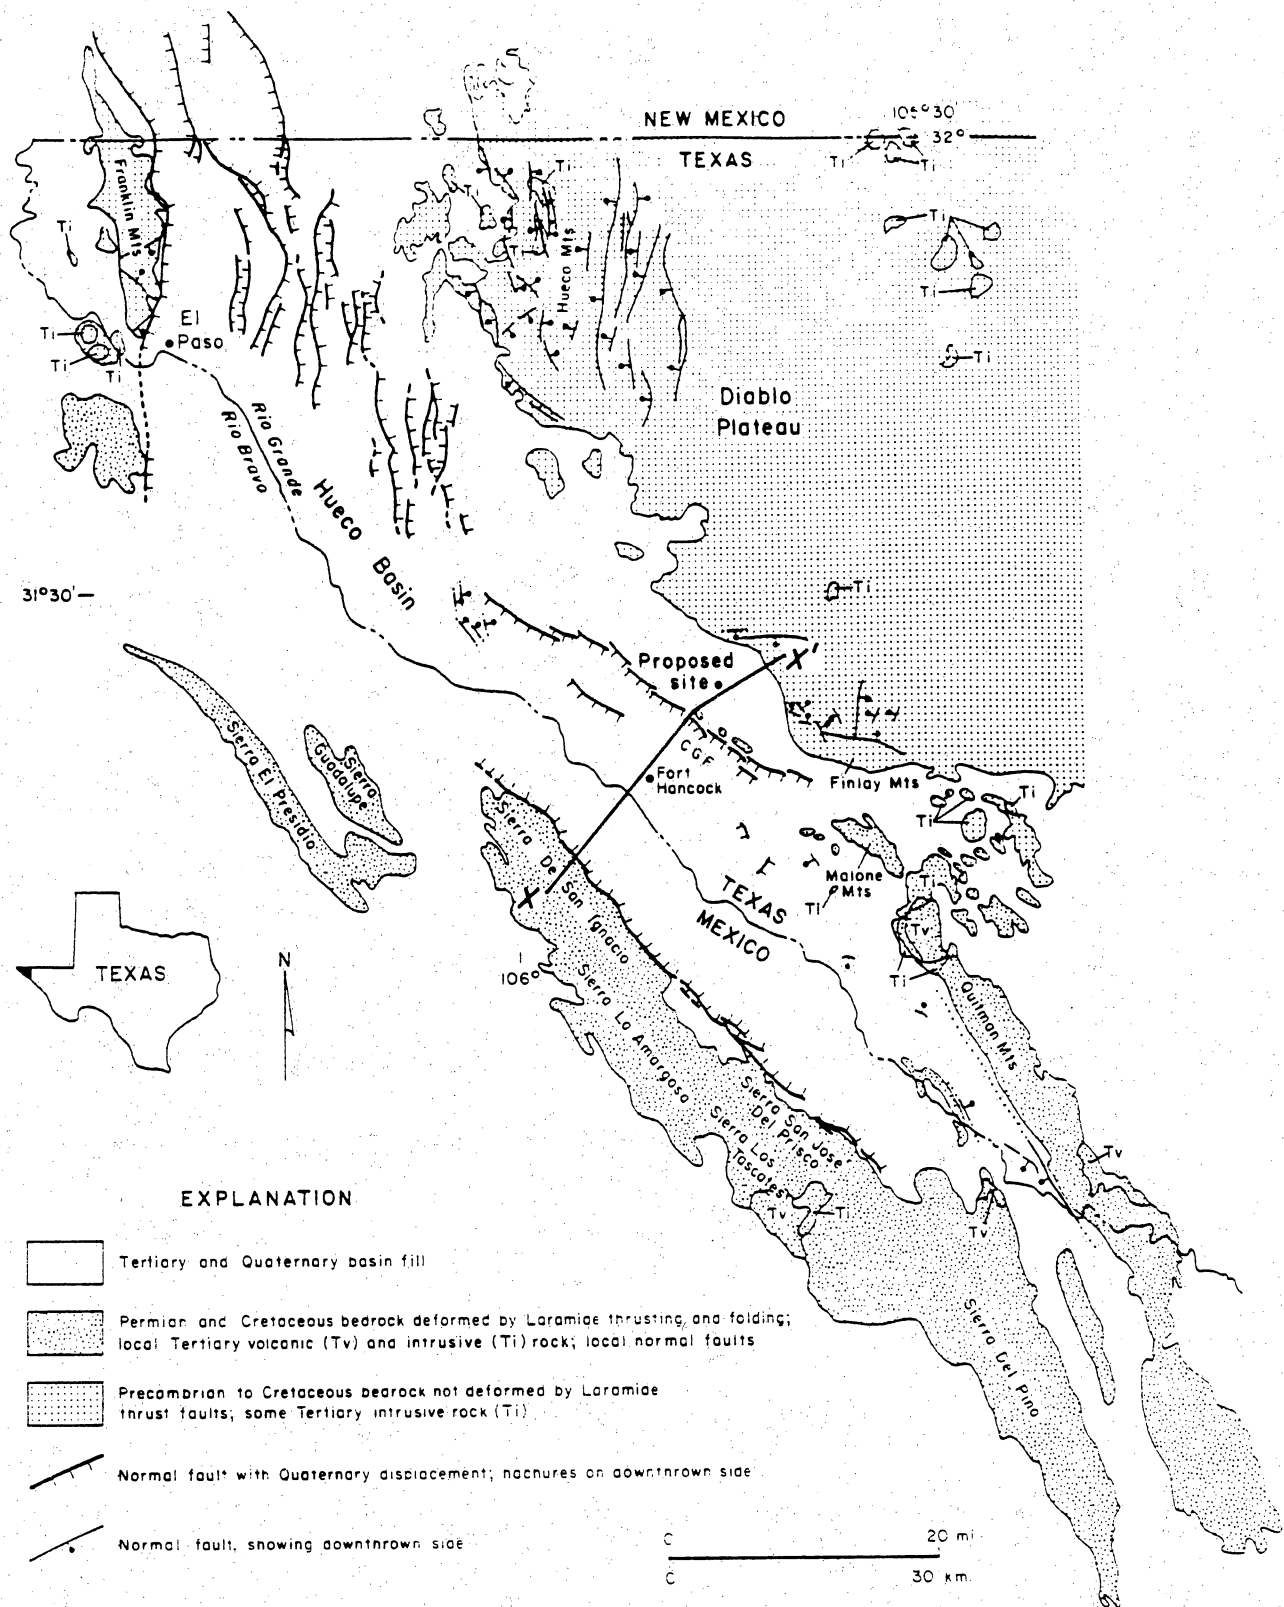 NEW MEXICO
105°30'
32°
TEXAS
Ti
Ti
Ti
Ti
Franklin Mts
Ti
Ti
Hueco Mts
Ti
Ti
Ti
El
Paso
Ti
Ti
Ti
Ti
Diablo
Plateau
Rio Grande
Rio Bravo
Hueco
Basin
31°30'
Ti
Proposed
site
X'
CGF
Fort
Hancock
Finlay Mts
Sierra El Presidio
Sierra
Guadalupe
Sierra De San Ignacio
X
106°
Ti
Ti
Malone
Mts
Ti
Ti
Tv
Ti
TEXAS
MEXICO
TEXAS
N
Quitman Mts
Sierra La Amargosa
Sierra San Jose
Del Prisco
Sierra Los
Tascates
Tv
Ti
Tv
Tv
Sierra Del Pino
EXPLANATION
Tertiary and Quaternary basin fill
Permian and Cretaceous bedrock deformed by Laramide thrusting and folding;
local Tertiary volcanic (Tv) and intrusive (Ti) rock; local normal faults
Precambrian to Cretaceous bedrock not deformed by Laramide
thrust faults; some Tertiary intrusive rock (Ti)
Normal fault with Quaternary displacement; hachures on downthrown side
Normal fault, showing downthrown side
0 20 mi
0 30 km